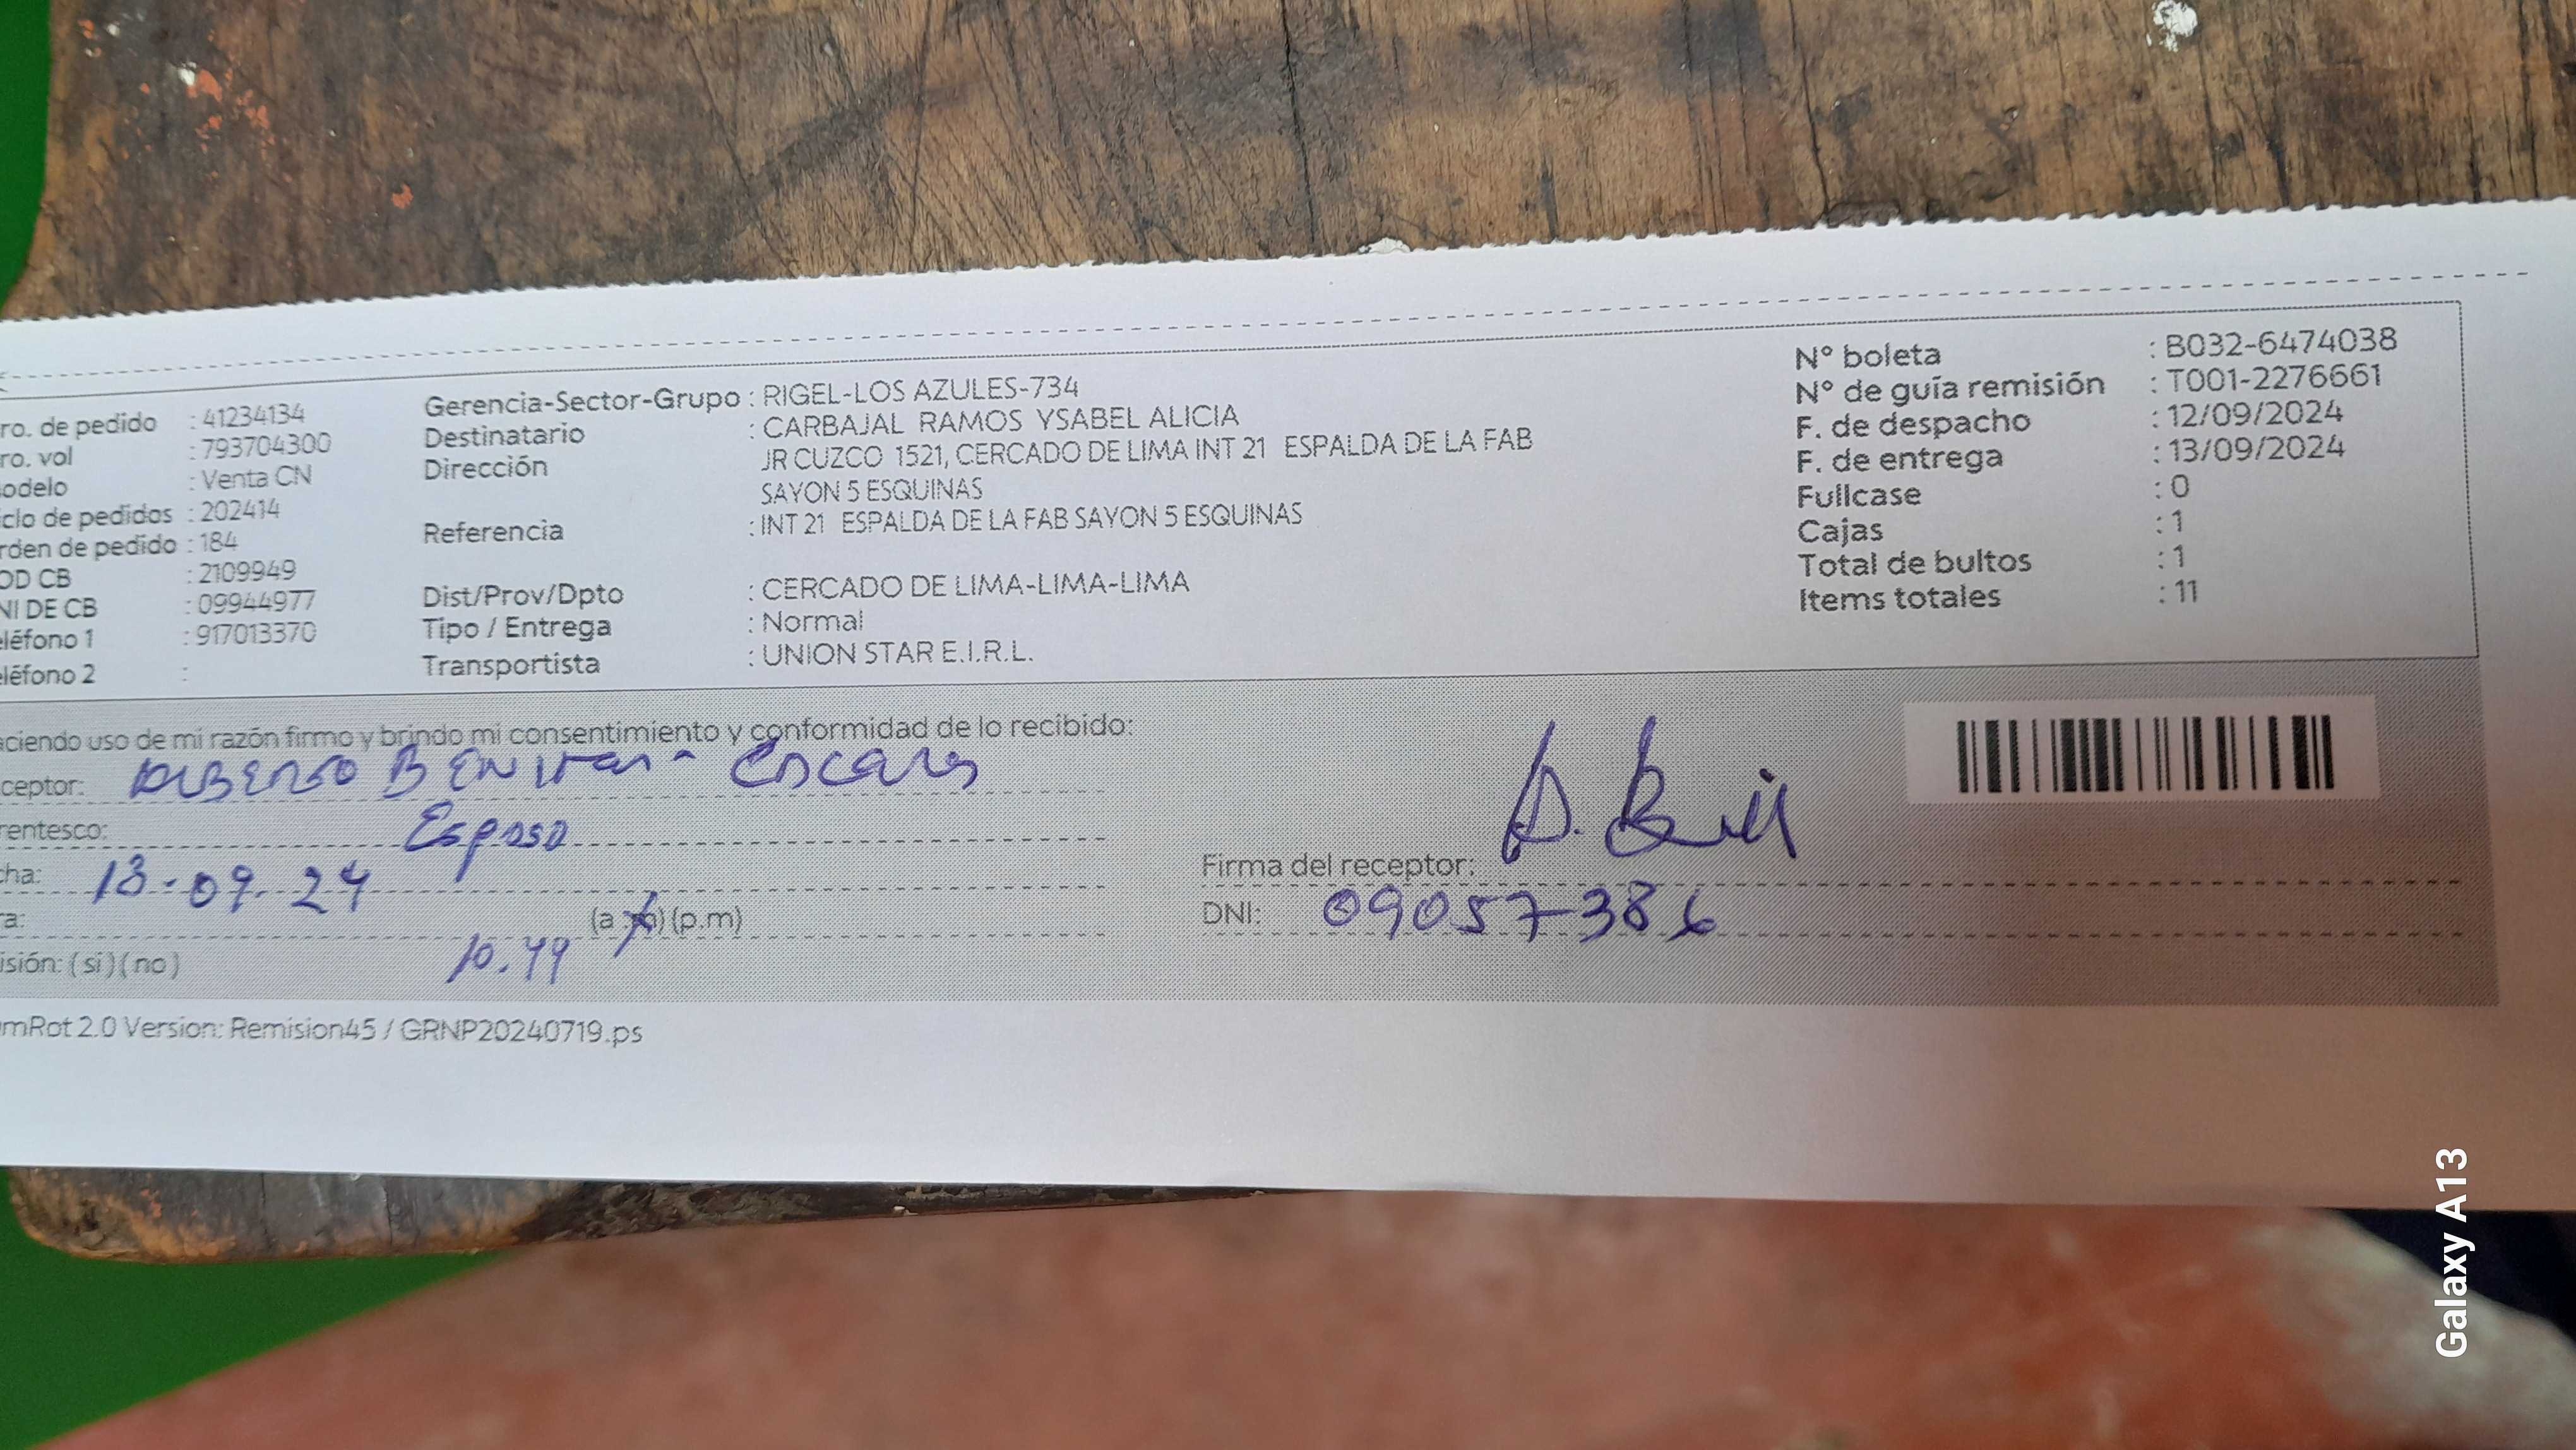 ro. de pedido : 41234134
ro. vol : 793704300
odelo : Venta CN
iclo de pedidos : 202414
rden de pedido : 184
OD CB : 2109949
NI DE CB : 09944977
eléfono 1 : 917013370
eléfono 2 :
Gerencia-Sector-Grupo : RIGEL-LOS AZULES-734
Destinatario : CARBAJAL RAMOS YSABEL ALICIA
Dirección JR CUZCO 1521, CERCADO DE LIMA INT 21 ESPALDA DE LA FAB
SAYON 5 ESQUINAS
Referencia : INT 21 ESPALDA DE LA FAB SAYON 5 ESQUINAS
Dist/Prov/Dpto : CERCADO DE LIMA-LIMA-LIMA
Tipo / Entrega : Normal
Transportista : UNION STAR E.I.R.L.
N° boleta : B032-6474038
N° de guía remisión : T001-2276661
F. de despacho : 12/09/2024
F. de entrega : 13/09/2024
Fullcase : 0
Cajas : 1
Total de bultos : 1
Items totales : 11
aciendo uso de mi razón firmo y brindo mi consentimiento y conformidad de lo recibido:
ceptor:
rentesco: Esposo
cha: 13-09-24
ra: 10.49 (a.m) (p.m)
isión: (si) (no)
Firma del receptor:
DNI: 09057386
mRot 2.0 Version: Remision45 / GRNP20240719.ps
Galaxy A13